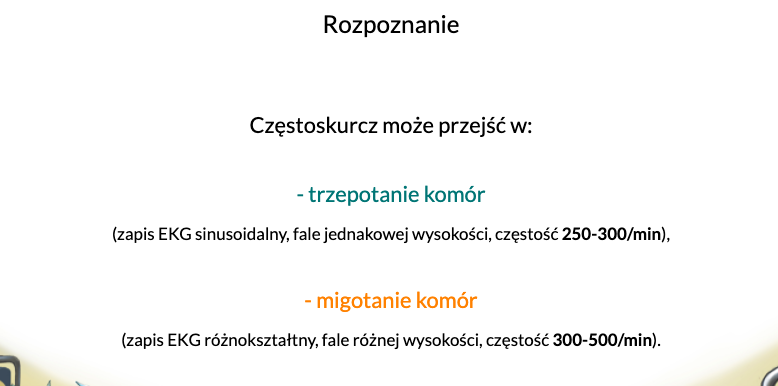 Rozpoznanie
Częstoskurcz może przejść w:
- trzepotanie komór
(zapis EKG sinusoidalny, fale jednakowej wysokości, częstość 250-300/min),
- migotanie komór
(zapis EKG różnokształtny, fale różnej wysokości, częstość 300-500/min).